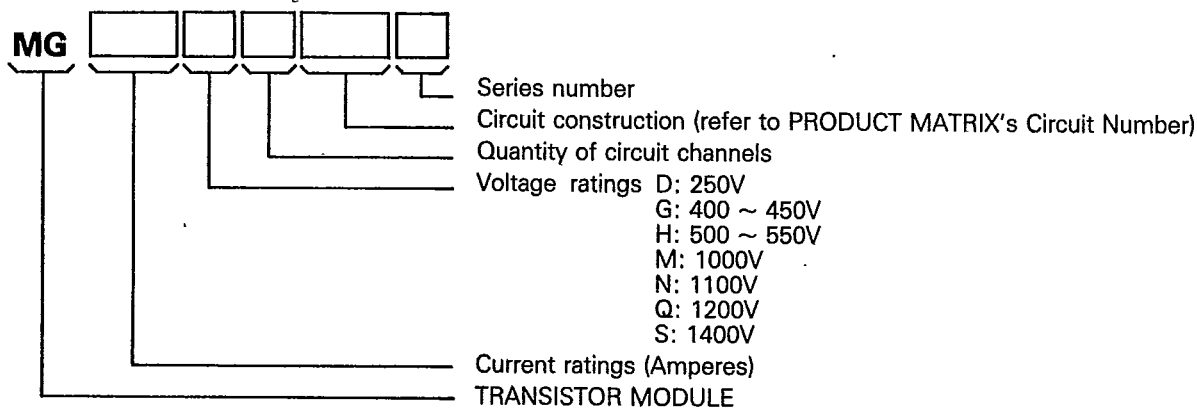 MG
Series number
Circuit construction (refer to PRODUCT MATRIX's Circuit Number)
Quantity of circuit channels
Voltage ratings D: 250V
G: 400 ~ 450V
H: 500 ~ 550V
M: 1000V
N: 1100V
Q: 1200V
S: 1400V
Current ratings (Amperes)
TRANSISTOR MODULE